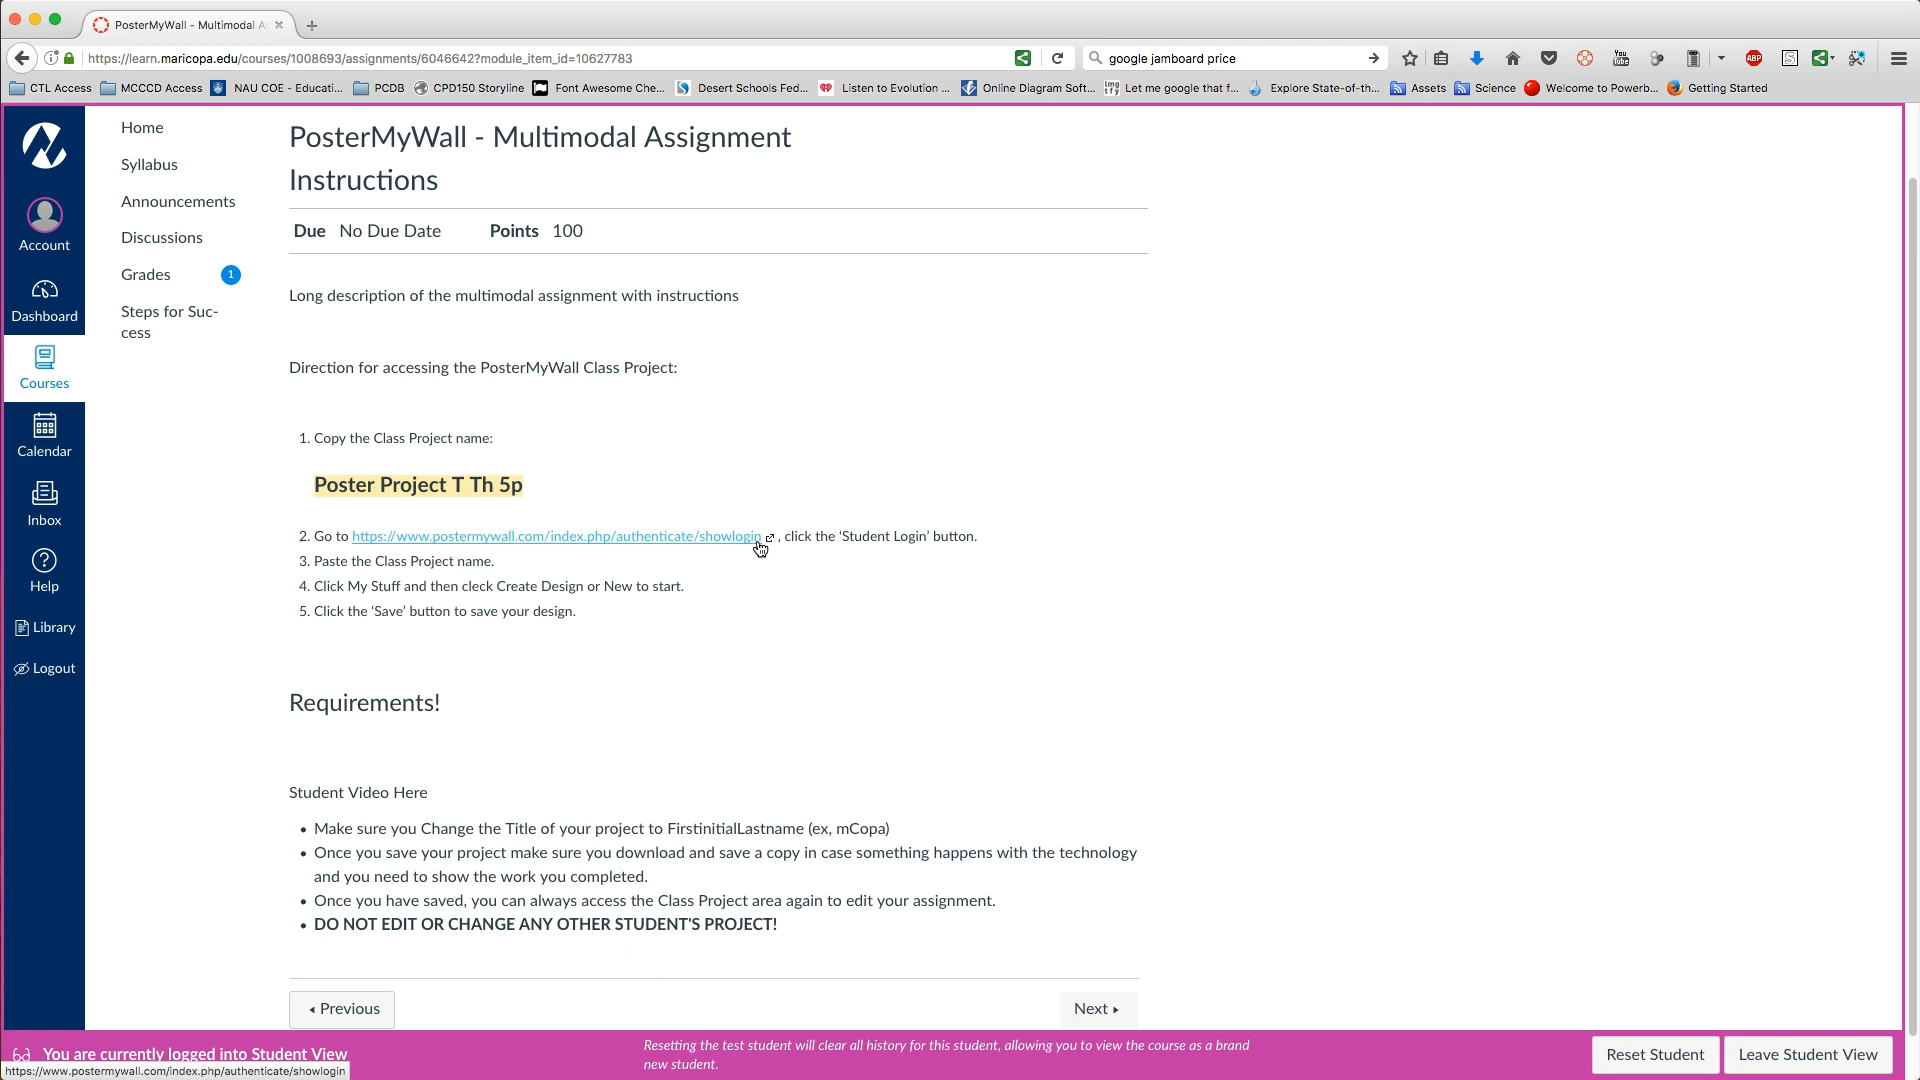 PosterMyWall - Multimodal A
https://learn.maricopa.edu/courses/1008693/assignments/6046642?module_item_id=10627783
google jamboard price
You Tube
ABP
S
CTL Access
MCCCD Access
NAU COE - Educati...
PCDB
CPD150 Storyline
Font Awesome Che...
Desert Schools Fed...
Listen to Evolution ...
Online Diagram Soft...
Let me google that f...
Explore State-of-th...
Assets
Science
Welcome to Powerb...
Getting Started
Account
Dashboard
Courses
Calendar
Inbox
Help
Library
Logout
Home
Syllabus
Announcements
Discussions
Grades 1
Steps for Suc-
cess
PosterMyWall - Multimodal Assignment
Instructions
Due No Due Date Points 100
Long description of the multimodal assignment with instructions
Direction for accessing the PosterMyWall Class Project:
1. Copy the Class Project name:
Poster Project T Th 5p
2. Go to https://www.postermywall.com/index.php/authenticate/showlogin , click the ‘Student Login’ button.
3. Paste the Class Project name.
4. Click My Stuff and then cleck Create Design or New to start.
5. Click the ‘Save’ button to save your design.
Requirements!
Student Video Here
• Make sure you Change the Title of your project to FirstinitialLastname (ex, mCopa)
• Once you save your project make sure you download and save a copy in case something happens with the technology
and you need to show the work you completed.
• Once you have saved, you can always access the Class Project area again to edit your assignment.
• DO NOT EDIT OR CHANGE ANY OTHER STUDENT'S PROJECT!
Previous
Next
You are currently logged into Student View
https://www.postermywall.com/index.php/authenticate/showlogin
Resetting the test student will clear all history for this student, allowing you to view the course as a brand
new student.
Reset Student
Leave Student View